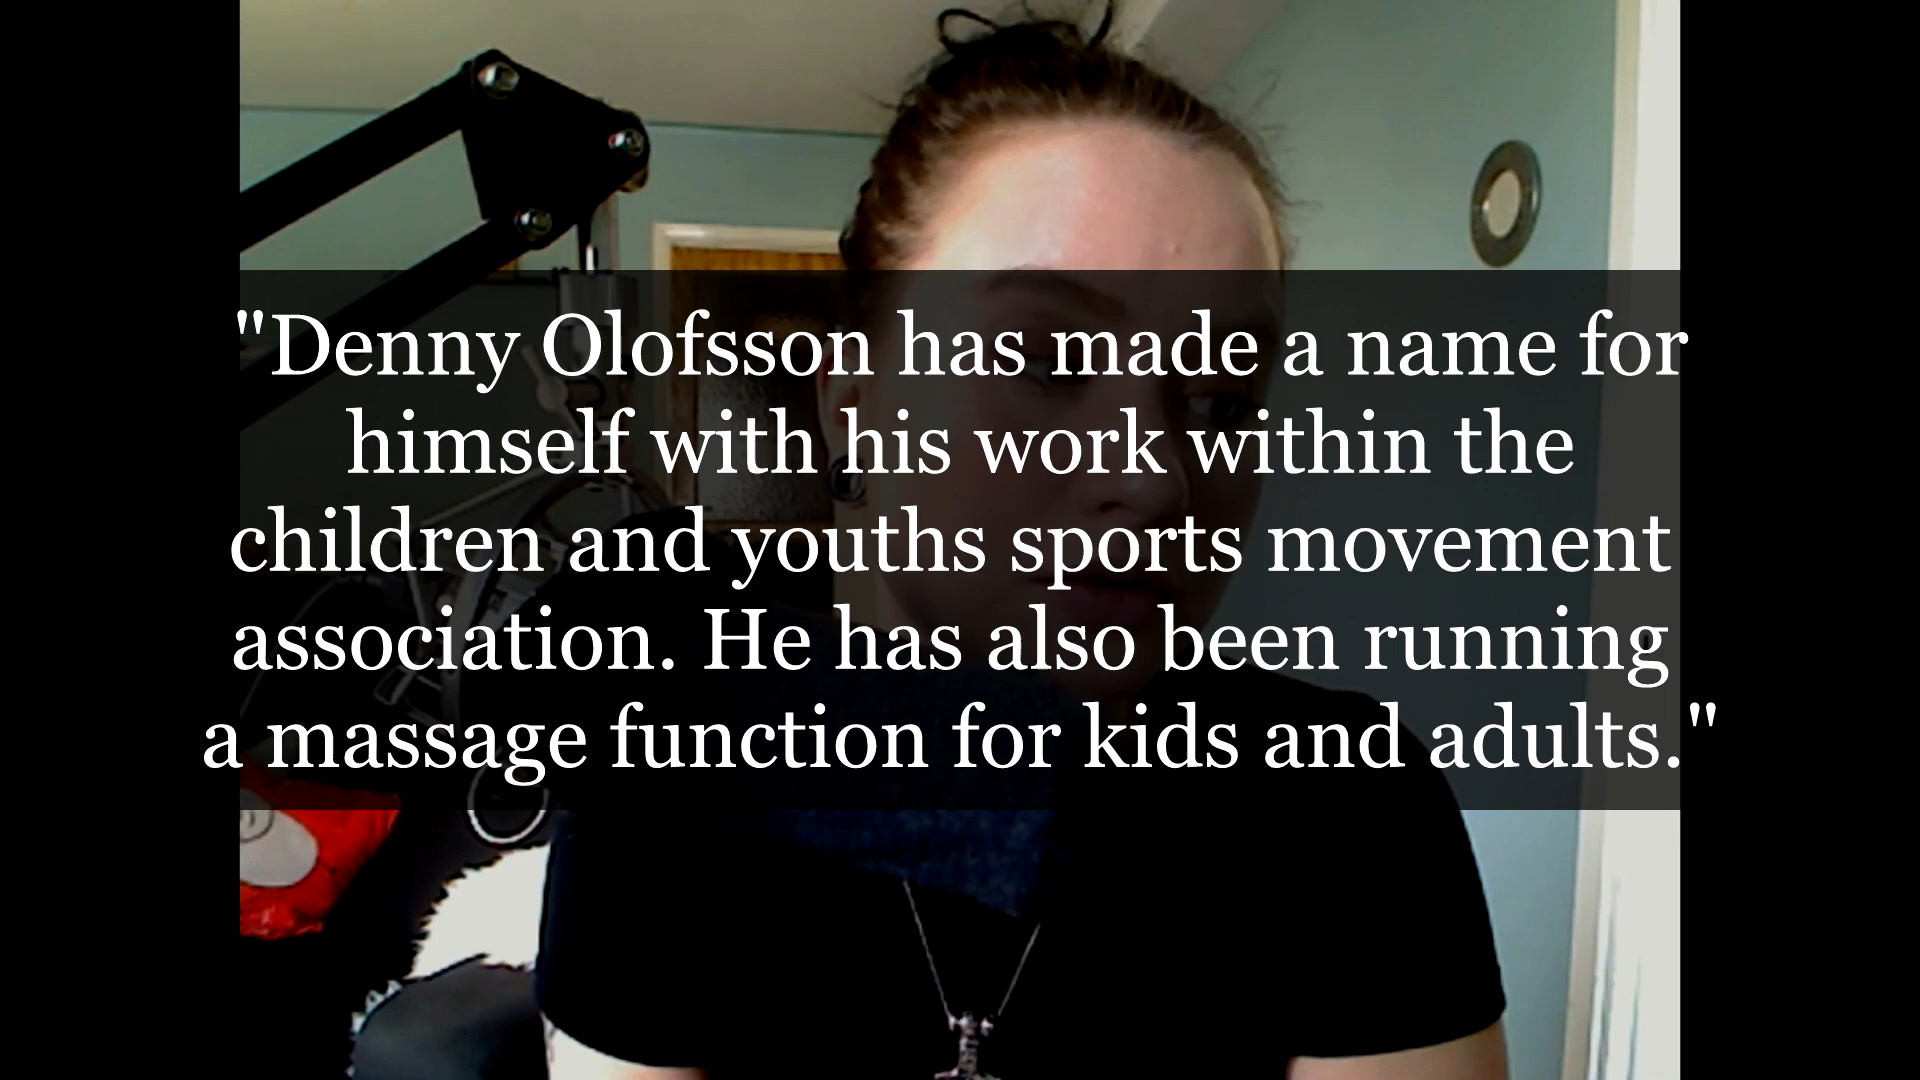 "Denny Olofsson has made a name for
himself with his work within the
children and youths sports movement
association. He has also been running
a massage function for kids and adults."